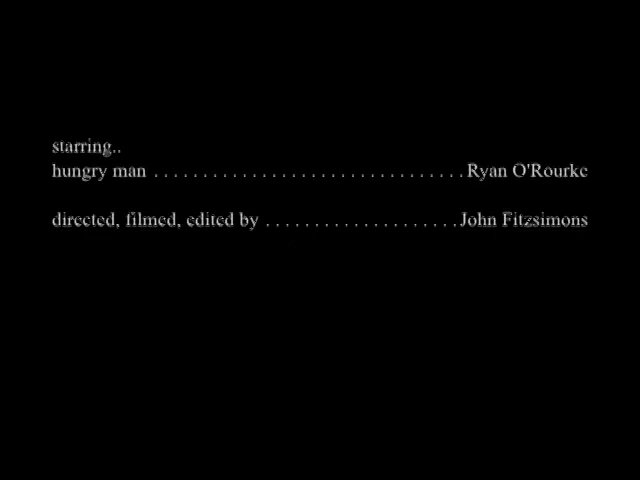 starring..
hungry man . . . . . . . . . . . . . . . . . . . . . . . . . . . . . . . . Ryan O'Rourke
directed, filmed, edited by . . . . . . . . . . . . . . . . . . . . John Fitzsimons